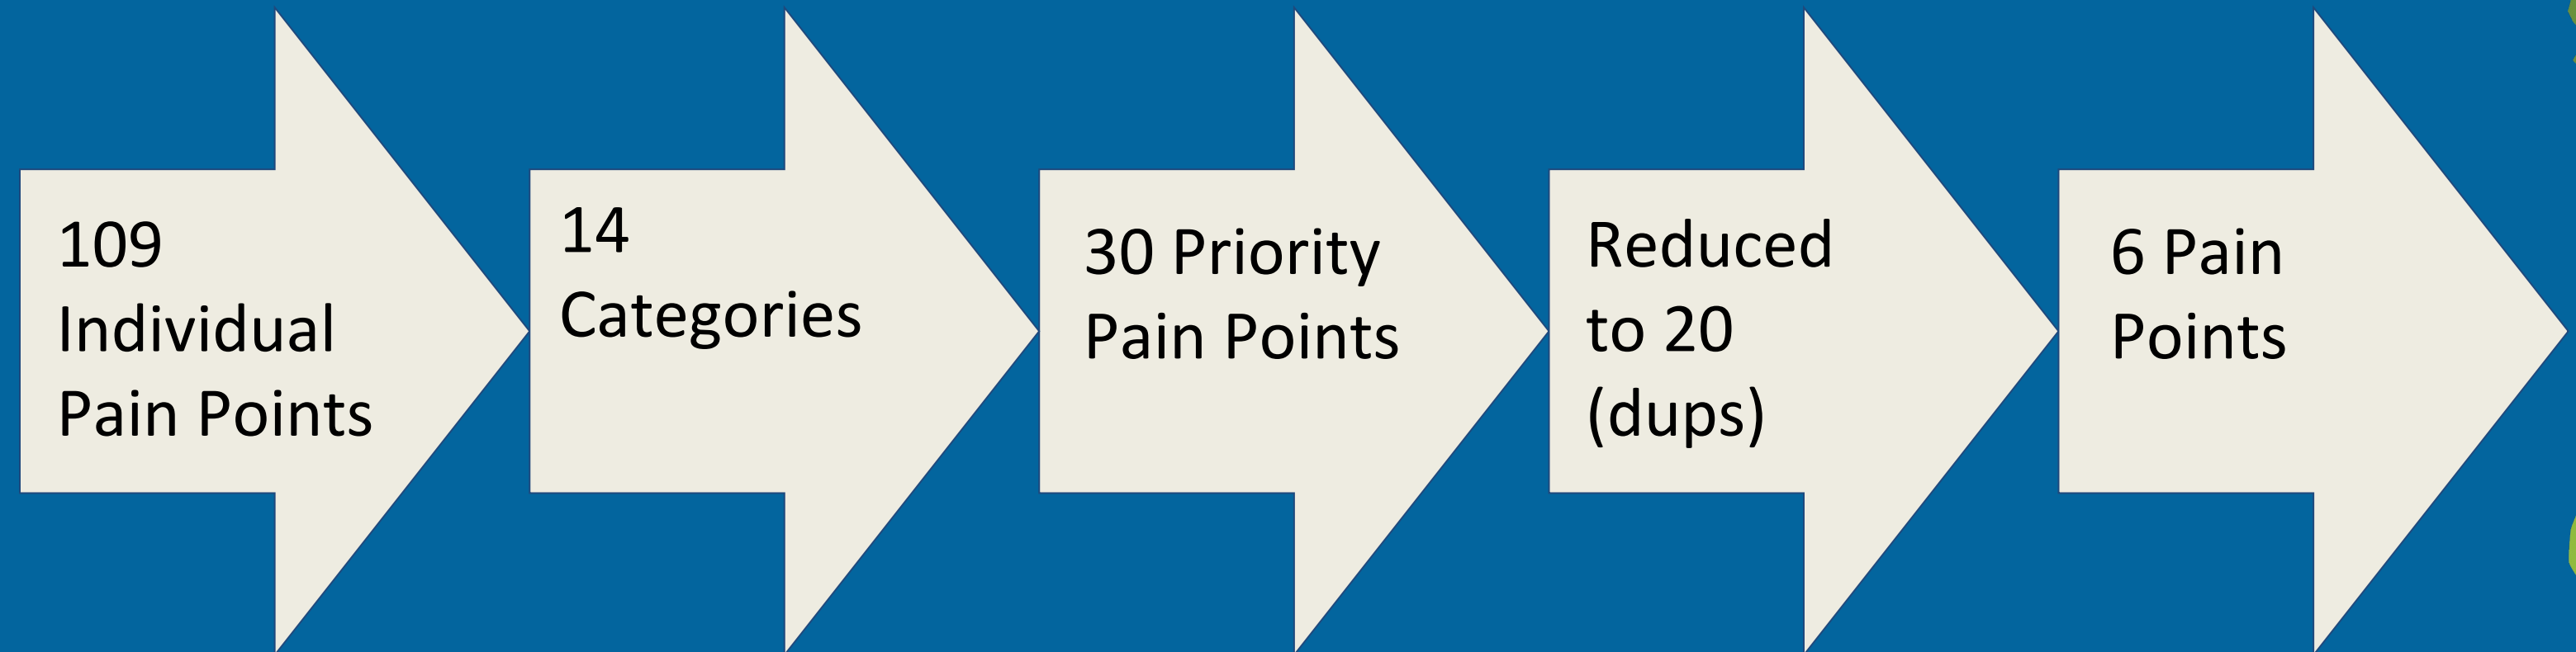 109
Individual
Pain Points
14
Categories
30 Priority
Pain Points
Reduced
to 20
(dups)
6 Pain
Points